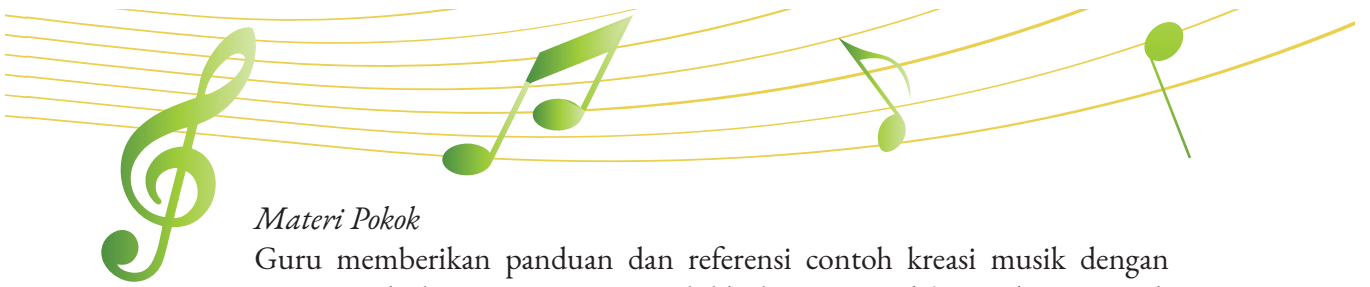 Materi Pokok
Guru memberikan panduan dan referensi contoh kreasi musik dengan